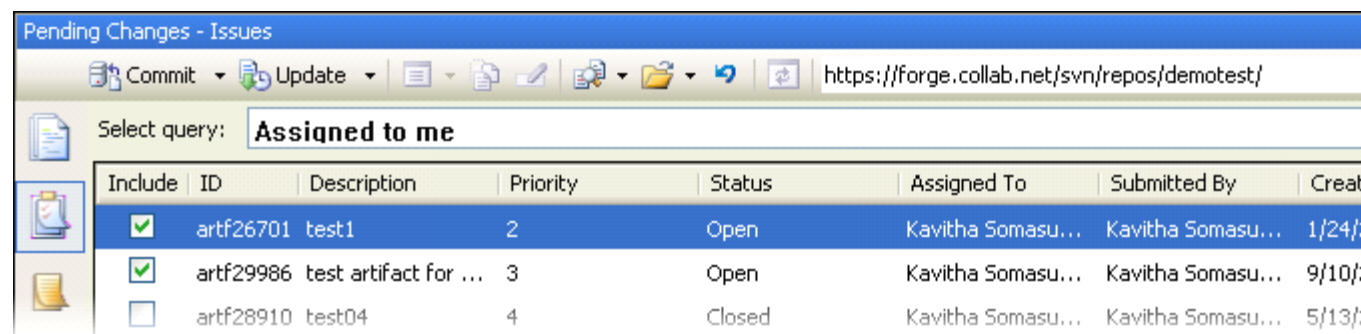 Pending Changes - Issues
Commit Update https://forge.collab.net/svn/repos/demotest/
Select query: Assigned to me
Include ID Description Priority Status Assigned To Submitted By Creat
artf26701 test1 2 Open Kavitha Somasu... Kavitha Somasu... 1/24/
artf29986 test artifact for ... 3 Open Kavitha Somasu... Kavitha Somasu... 9/10/
artf28910 test04 4 Closed Kavitha Somasu... Kavitha Somasu... 5/13/